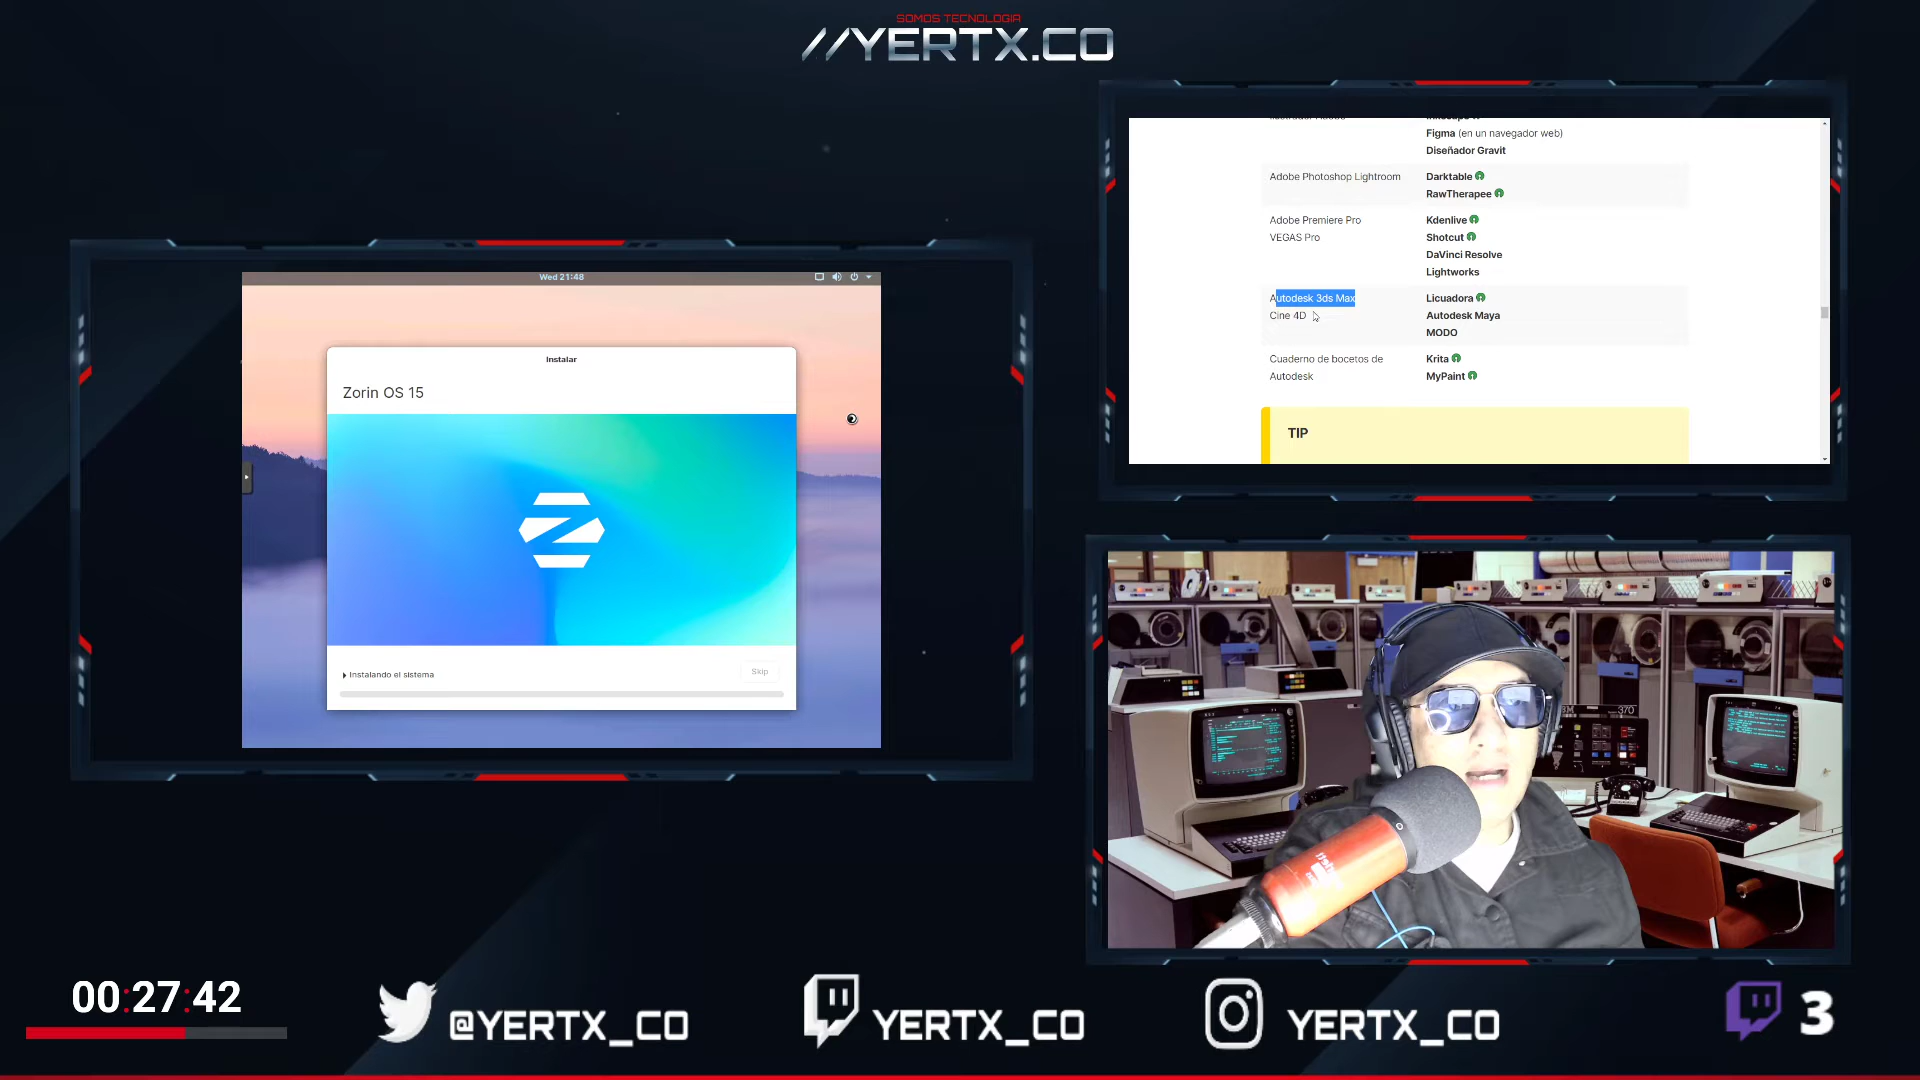 SOMOS TECNOLOGIA
//YERTX.CO
Wed 21:48
Instalar
Zorin OS 15
Instalando el sistema
Skip
Figma (en un navegador web)
Diseñador Gravit
Adobe Photoshop Lightroom
Darktable
RawTherapee
Adobe Premiere Pro
VEGAS Pro
Kdenlive
Shotcut
DaVinci Resolve
Lightworks
Autodesk 3ds Max
Cine 4D
Licuadora
Autodesk Maya
MODO
Cuaderno de bocetos de
Autodesk
Krita
MyPaint
TIP
370
00:27:42
@YERTX_CO
YERTX_CO
YERTX_CO
3